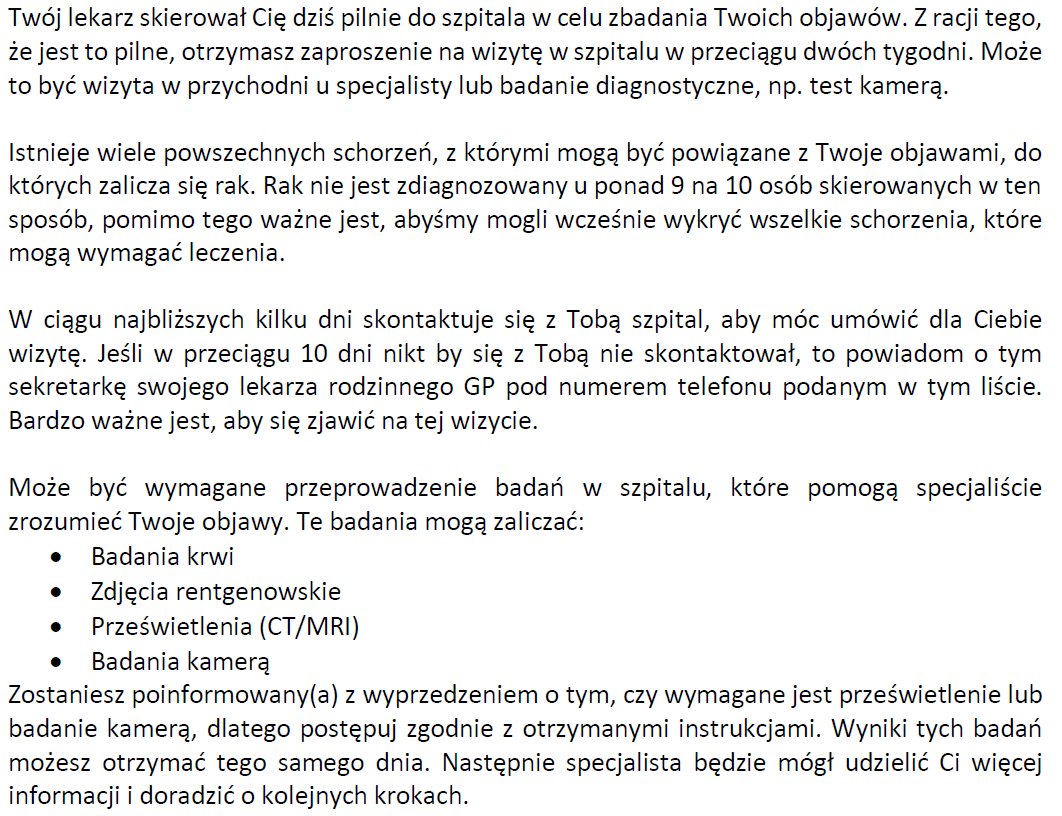 Twój lekarz skierował Cię dziś pilnie do szpitala w celu zbadania Twoich objawów. Z racji tego,
że jest to pilne, otrzymasz zaproszenie na wizytę w szpitalu w przeciągu dwóch tygodni. Może
to być wizyta w przychodni u specjalisty lub badanie diagnostyczne, np. test kamerą.
Istnieje wiele powszechnych schorzeń, z którymi mogą być powiązane z Twoje objawami, do
których zalicza się rak. Rak nie jest zdiagnozowany u ponad 9 na 10 osób skierowanych w ten
sposób, pomimo tego ważne jest, abyśmy mogli wcześnie wykryć wszelkie schorzenia, które
mogą wymagać leczenia.
W ciągu najbliższych kilku dni skontaktuje się z Tobą szpital, aby móc umówić dla Ciebie
wizytę. Jeśli w przeciągu 10 dni nikt by się z Tobą nie skontaktował, to powiadom o tym
sekretarkę swojego lekarza rodzinnego GP pod numerem telefonu podanym w tym liście.
Bardzo ważne jest, aby się zjawić na tej wizycie.
Może być wymagane przeprowadzenie badań w szpitalu, które pomogą specjaliście
zrozumieć Twoje objawy. Te badania mogą zaliczać:
• Badania krwi
• Zdjęcia rentgenowskie
• Prześwietlenia (CT/MRI)
• Badania kamerą
Zostaniesz poinformowany(a) z wyprzedzeniem o tym, czy wymagane jest prześwietlenie lub
badanie kamerą, dlatego postępuj zgodnie z otrzymanymi instrukcjami. Wyniki tych badań
możesz otrzymać tego samego dnia. Następnie specjalista będzie mógł udzielić Ci więcej
informacji i doradzić o kolejnych krokach.